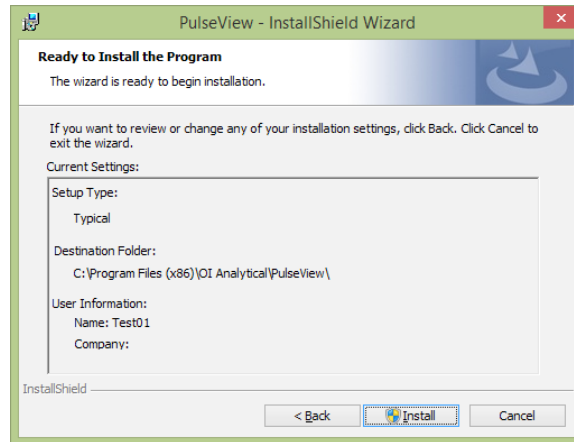 PulseView - InstallShield Wizard
Ready to Install the Program
The wizard is ready to begin installation.
If you want to review or change any of your installation settings, click Back. Click Cancel to
exit the wizard.
Current Settings:
Setup Type:
Typical
Destination Folder:
C:\Program Files (x86)\OI Analytical\PulseView\
User Information:
Name: Test01
Company:
InstallShield
< Back Install Cancel